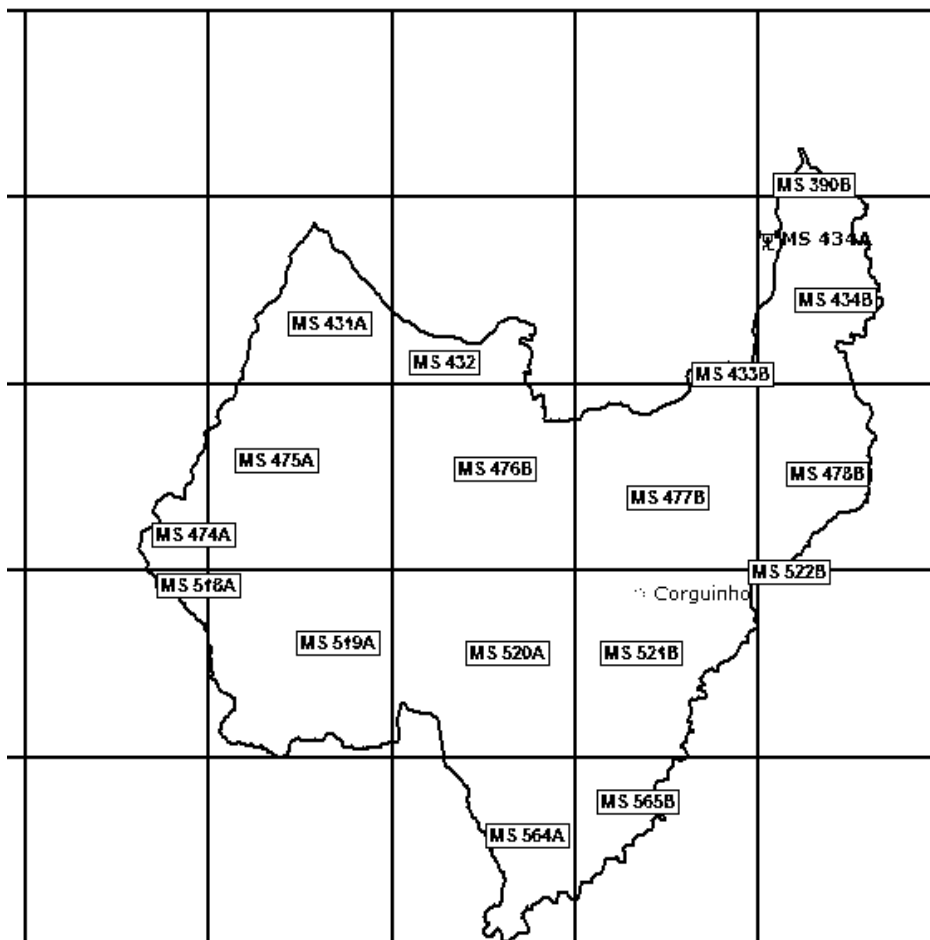 MS 390B
MS 434A
MS 434B
MS 431A
MS 432
MS 433B
MS 475A
MS 476B
MS 478B
MS 477B
MS 474A
MS 522B
MS 518A
Corguinho
MS 519A
MS 520A
MS 521B
MS 565B
MS 564A